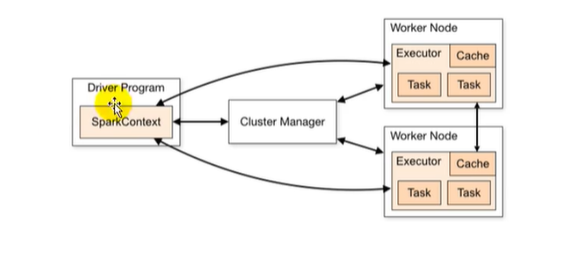 Driver Program
SparkContext
Cluster Manager
Worker Node
Executor
Cache
Task
Task
Worker Node
Executor
Cache
Task
Task